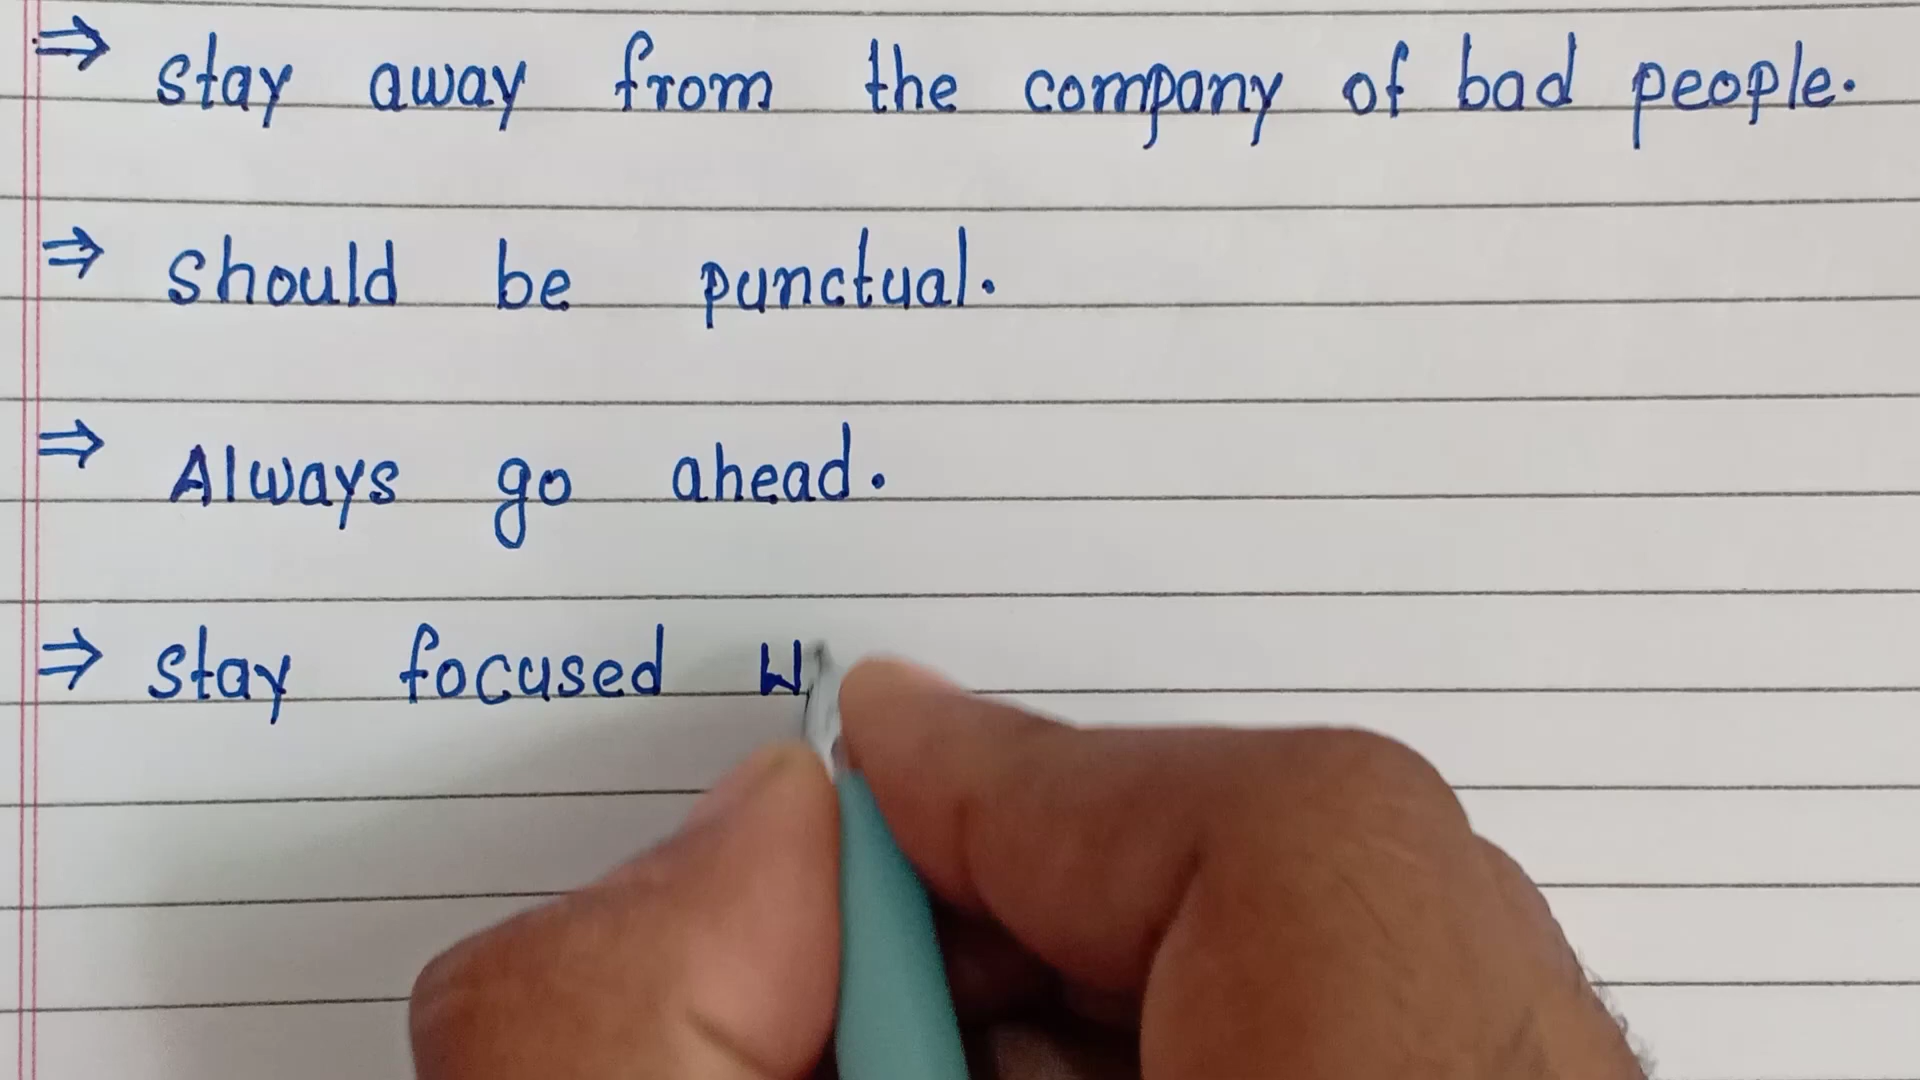 ⇒ stay away from the company of bad people.
⇒ should be punctual.
⇒ Always go ahead.
⇒ stay focused